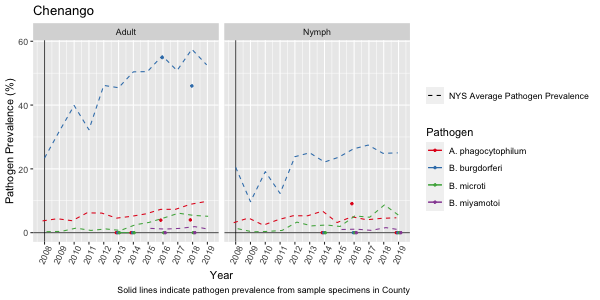 Chenango
Adult
Nymph
Pathogen Prevalence (%)
60
40
20
0
2008 2009 2010 2011 2012 2013 2014 2015 2016 2017 2018 2019
2008 2009 2010 2011 2012 2013 2014 2015 2016 2017 2018 2019
Year
Solid lines indicate pathogen prevalence from sample specimens in County
NYS Average Pathogen Prevalence
Pathogen
A. phagocytophilum
B. burgdorferi
B. microti
B. miyamotoi